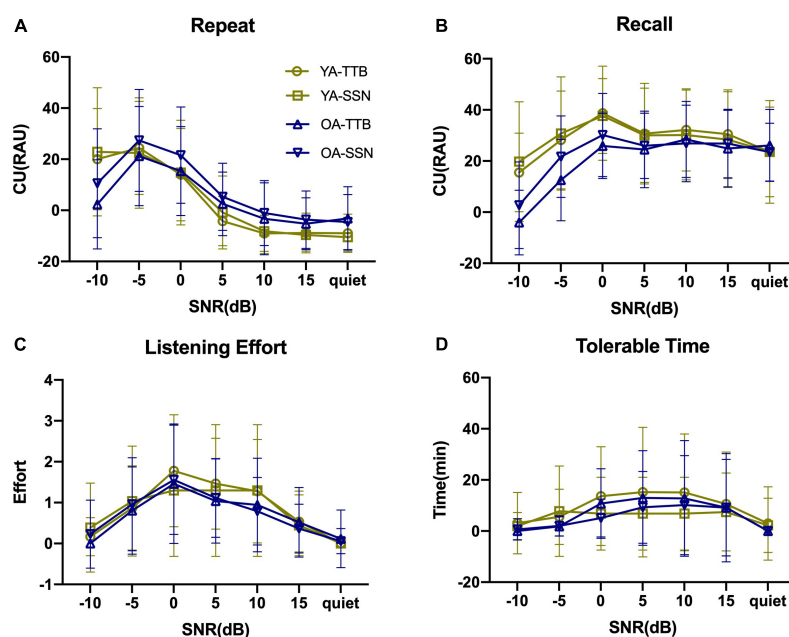 A
Repeat
CU(RAU)
60
40
20
0
-20
-10 -5 0 5 10 15 quiet
SNR(dB)
YA-TTB
YA-SSN
OA-TTB
OA-SSN
B
Recall
CU(RAU)
60
40
20
0
-20
-10 -5 0 5 10 15 quiet
SNR(dB)
C
Listening Effort
Effort
4
3
2
1
0
-1
-10 -5 0 5 10 15 quiet
SNR(dB)
D
Tolerable Time
Time(min)
60
40
20
0
-20
-10 -5 0 5 10 15 quiet
SNR(dB)